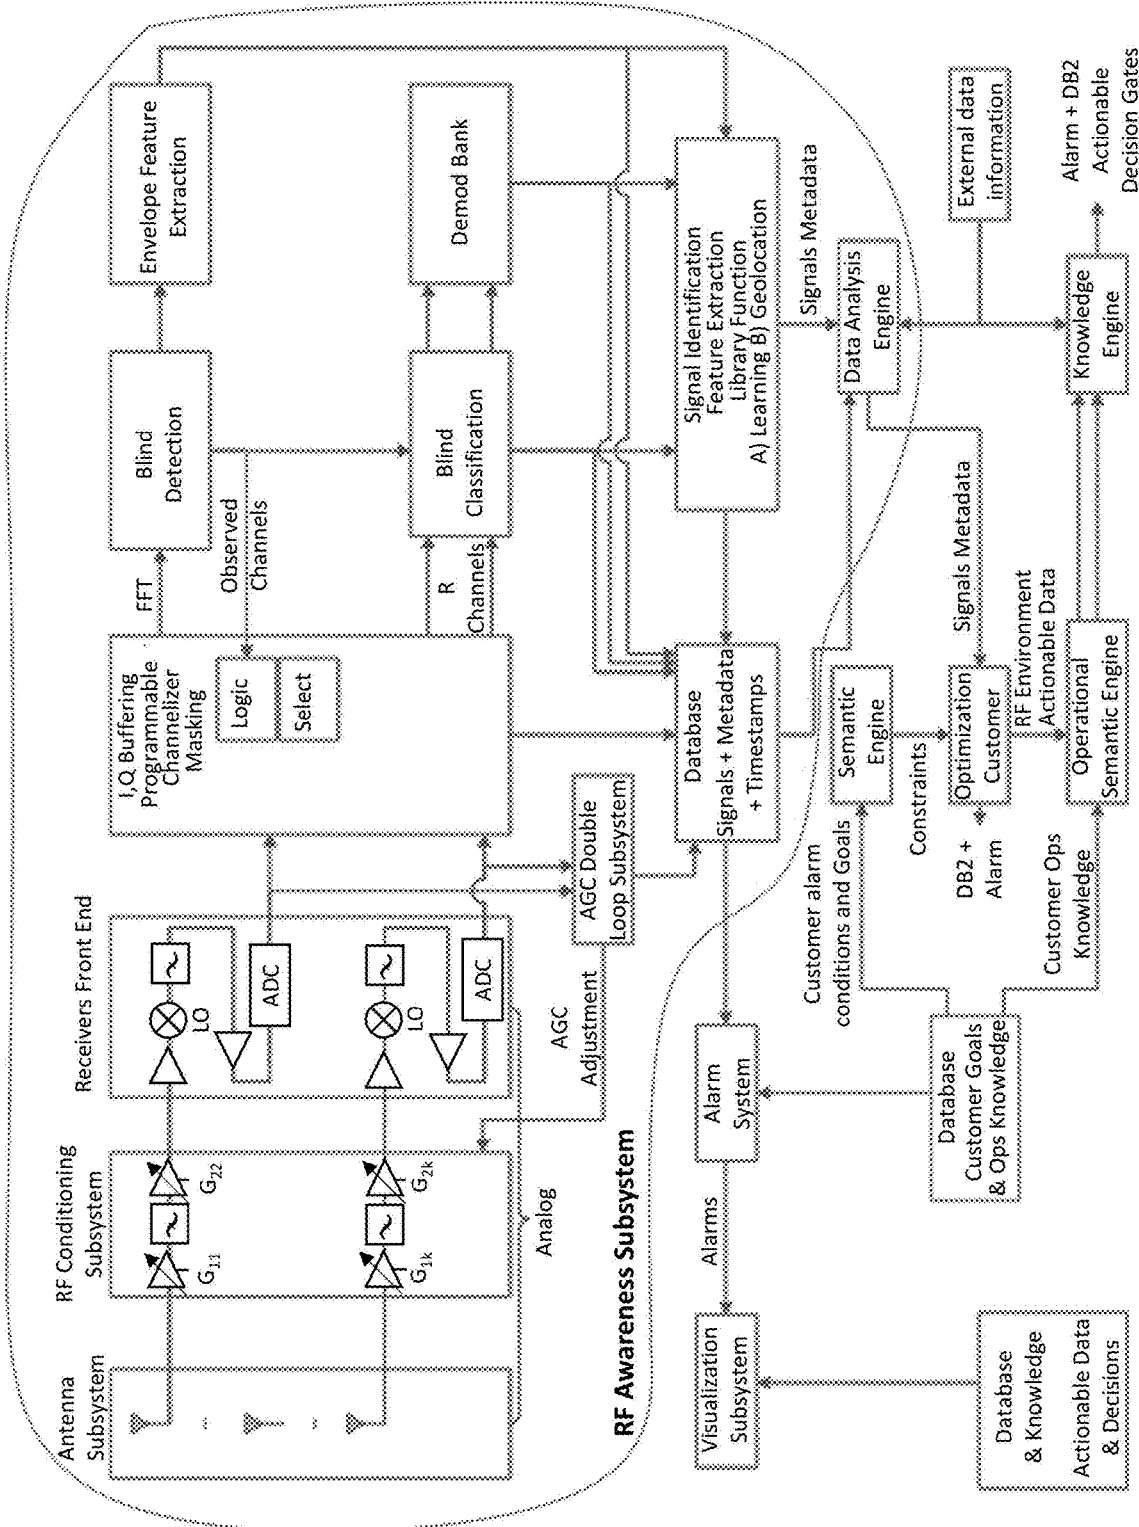 Antenna
Subsystem
RF Conditioning
Subsystem
G11
G22
G1k
G2k
Receivers Front End
LO
ADC
LO
ADC
Analog
I,Q Buffering
Programmable
Channelizer
Masking
Logic
Select
FFT
Observed
Channels
R
Channels
Blind
Detection
Blind
Classification
Envelope Feature
Extraction
Demod Bank
AGC
Adjustment
AGC Double
Loop Subsystem
RF Awareness Subsystem
Database
Signals + Metadata
+ Timestamps
Signal Identification
Feature Extraction
Library Function
A) Learning B) Geolocation
Signals Metadata
Visualization
Subsystem
Alarms
Alarm
System
Customer alarm
conditions and Goals
Semantic
Engine
Data Analysis
Engine
Constraints
Database
Customer Goals
& Ops Knowledge
DB2 +
Alarm
Optimization
Customer
Signals Metadata
External data
information
RF Environment
Actionable Data
Database
& Knowledge
Actionable Data
& Decisions
Customer Ops
Knowledge
Operational
Semantic Engine
Knowledge
Engine
Alarm + DB2
Actionable
Decision Gates